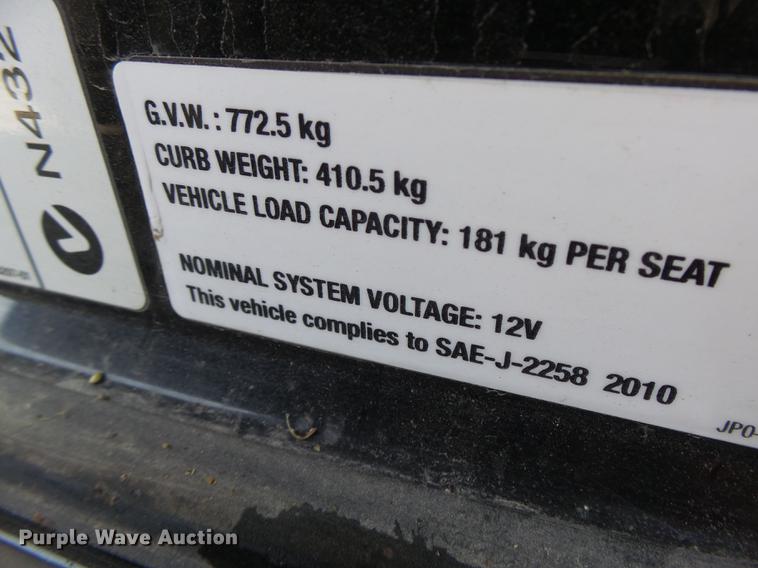 N432
G.V.W. : 772.5 kg
CURB WEIGHT: 410.5 kg
VEHICLE LOAD CAPACITY: 181 kg PER SEAT
NOMINAL SYSTEM VOLTAGE: 12V
This vehicle complies to SAE-J-2258 2010
JPO-
Purple Wave Auction